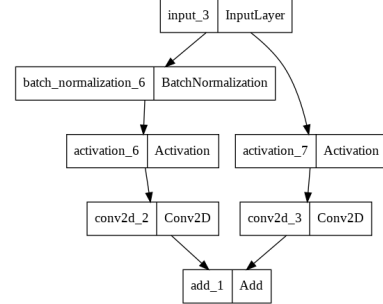 input_3 InputLayer
batch_normalization_6 BatchNormalization
activation_6 Activation
activation_7 Activation
conv2d_2 Conv2D
conv2d_3 Conv2D
add_1 Add